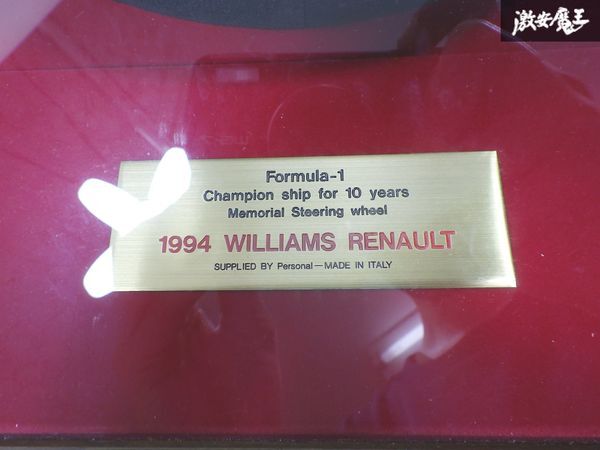 激安魔王
Formula-1
Champion ship for 10 years
Memorial Steering wheel
1994 WILLIAMS RENAULT
SUPPLIED BY Personal—MADE IN ITALY